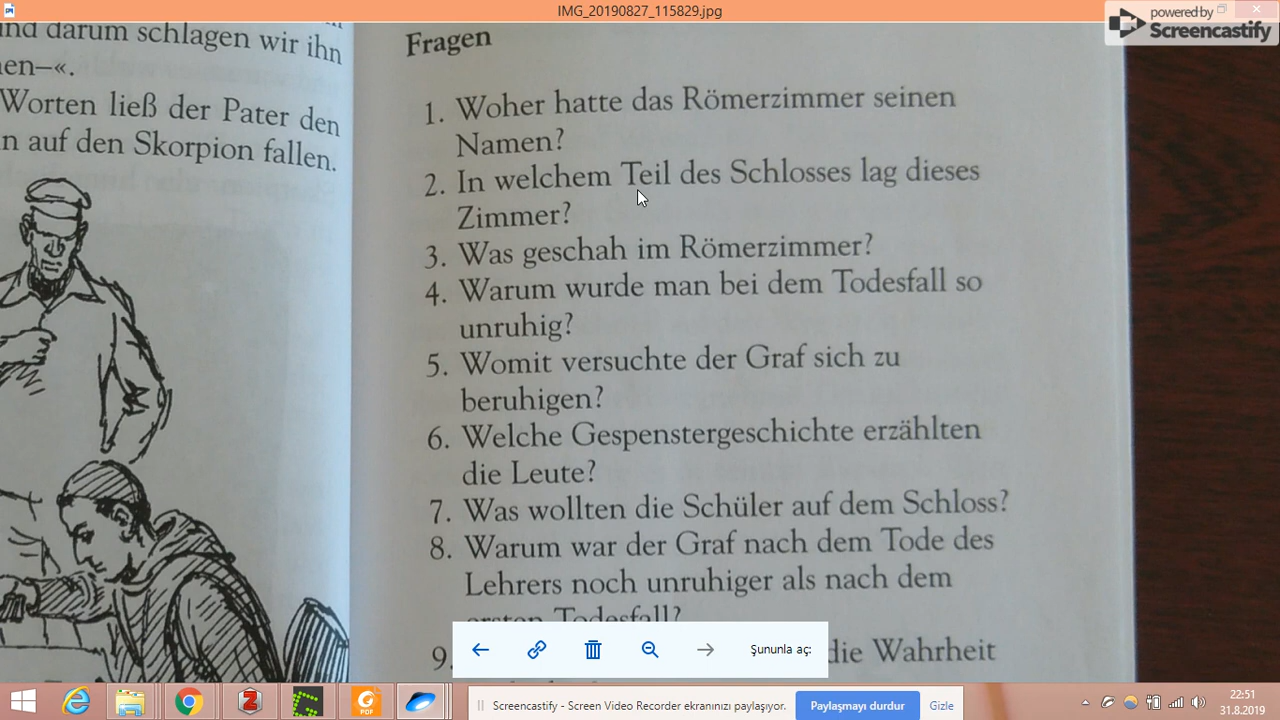 IMG_20190827_115829.jpg
powered by
Screencastify
nd darum schlagen wir ihn
en–«.
Worten ließ der Pater den
n auf den Skorpion fallen.
Fragen
1. Woher hatte das Römerzimmer seinen
Namen?
2. In welchem Teil des Schlosses lag dieses
Zimmer?
3. Was geschah im Römerzimmer?
4. Warum wurde man bei dem Todesfall so
unruhig?
5. Womit versuchte der Graf sich zu
beruhigen?
6. Welche Gespenstergeschichte erzählten
die Leute?
7. Was wollten die Schüler auf dem Schloss?
8. Warum war der Graf nach dem Tode des
Lehrers noch unruhiger als nach dem
ersten Todesfall?
9. die Wahrheit
Şununla aç:
Screencastify - Screen Video Recorder ekranınızı paylaşıyor.
Paylaşmayı durdur
Gizle
22:51
31.8.2019